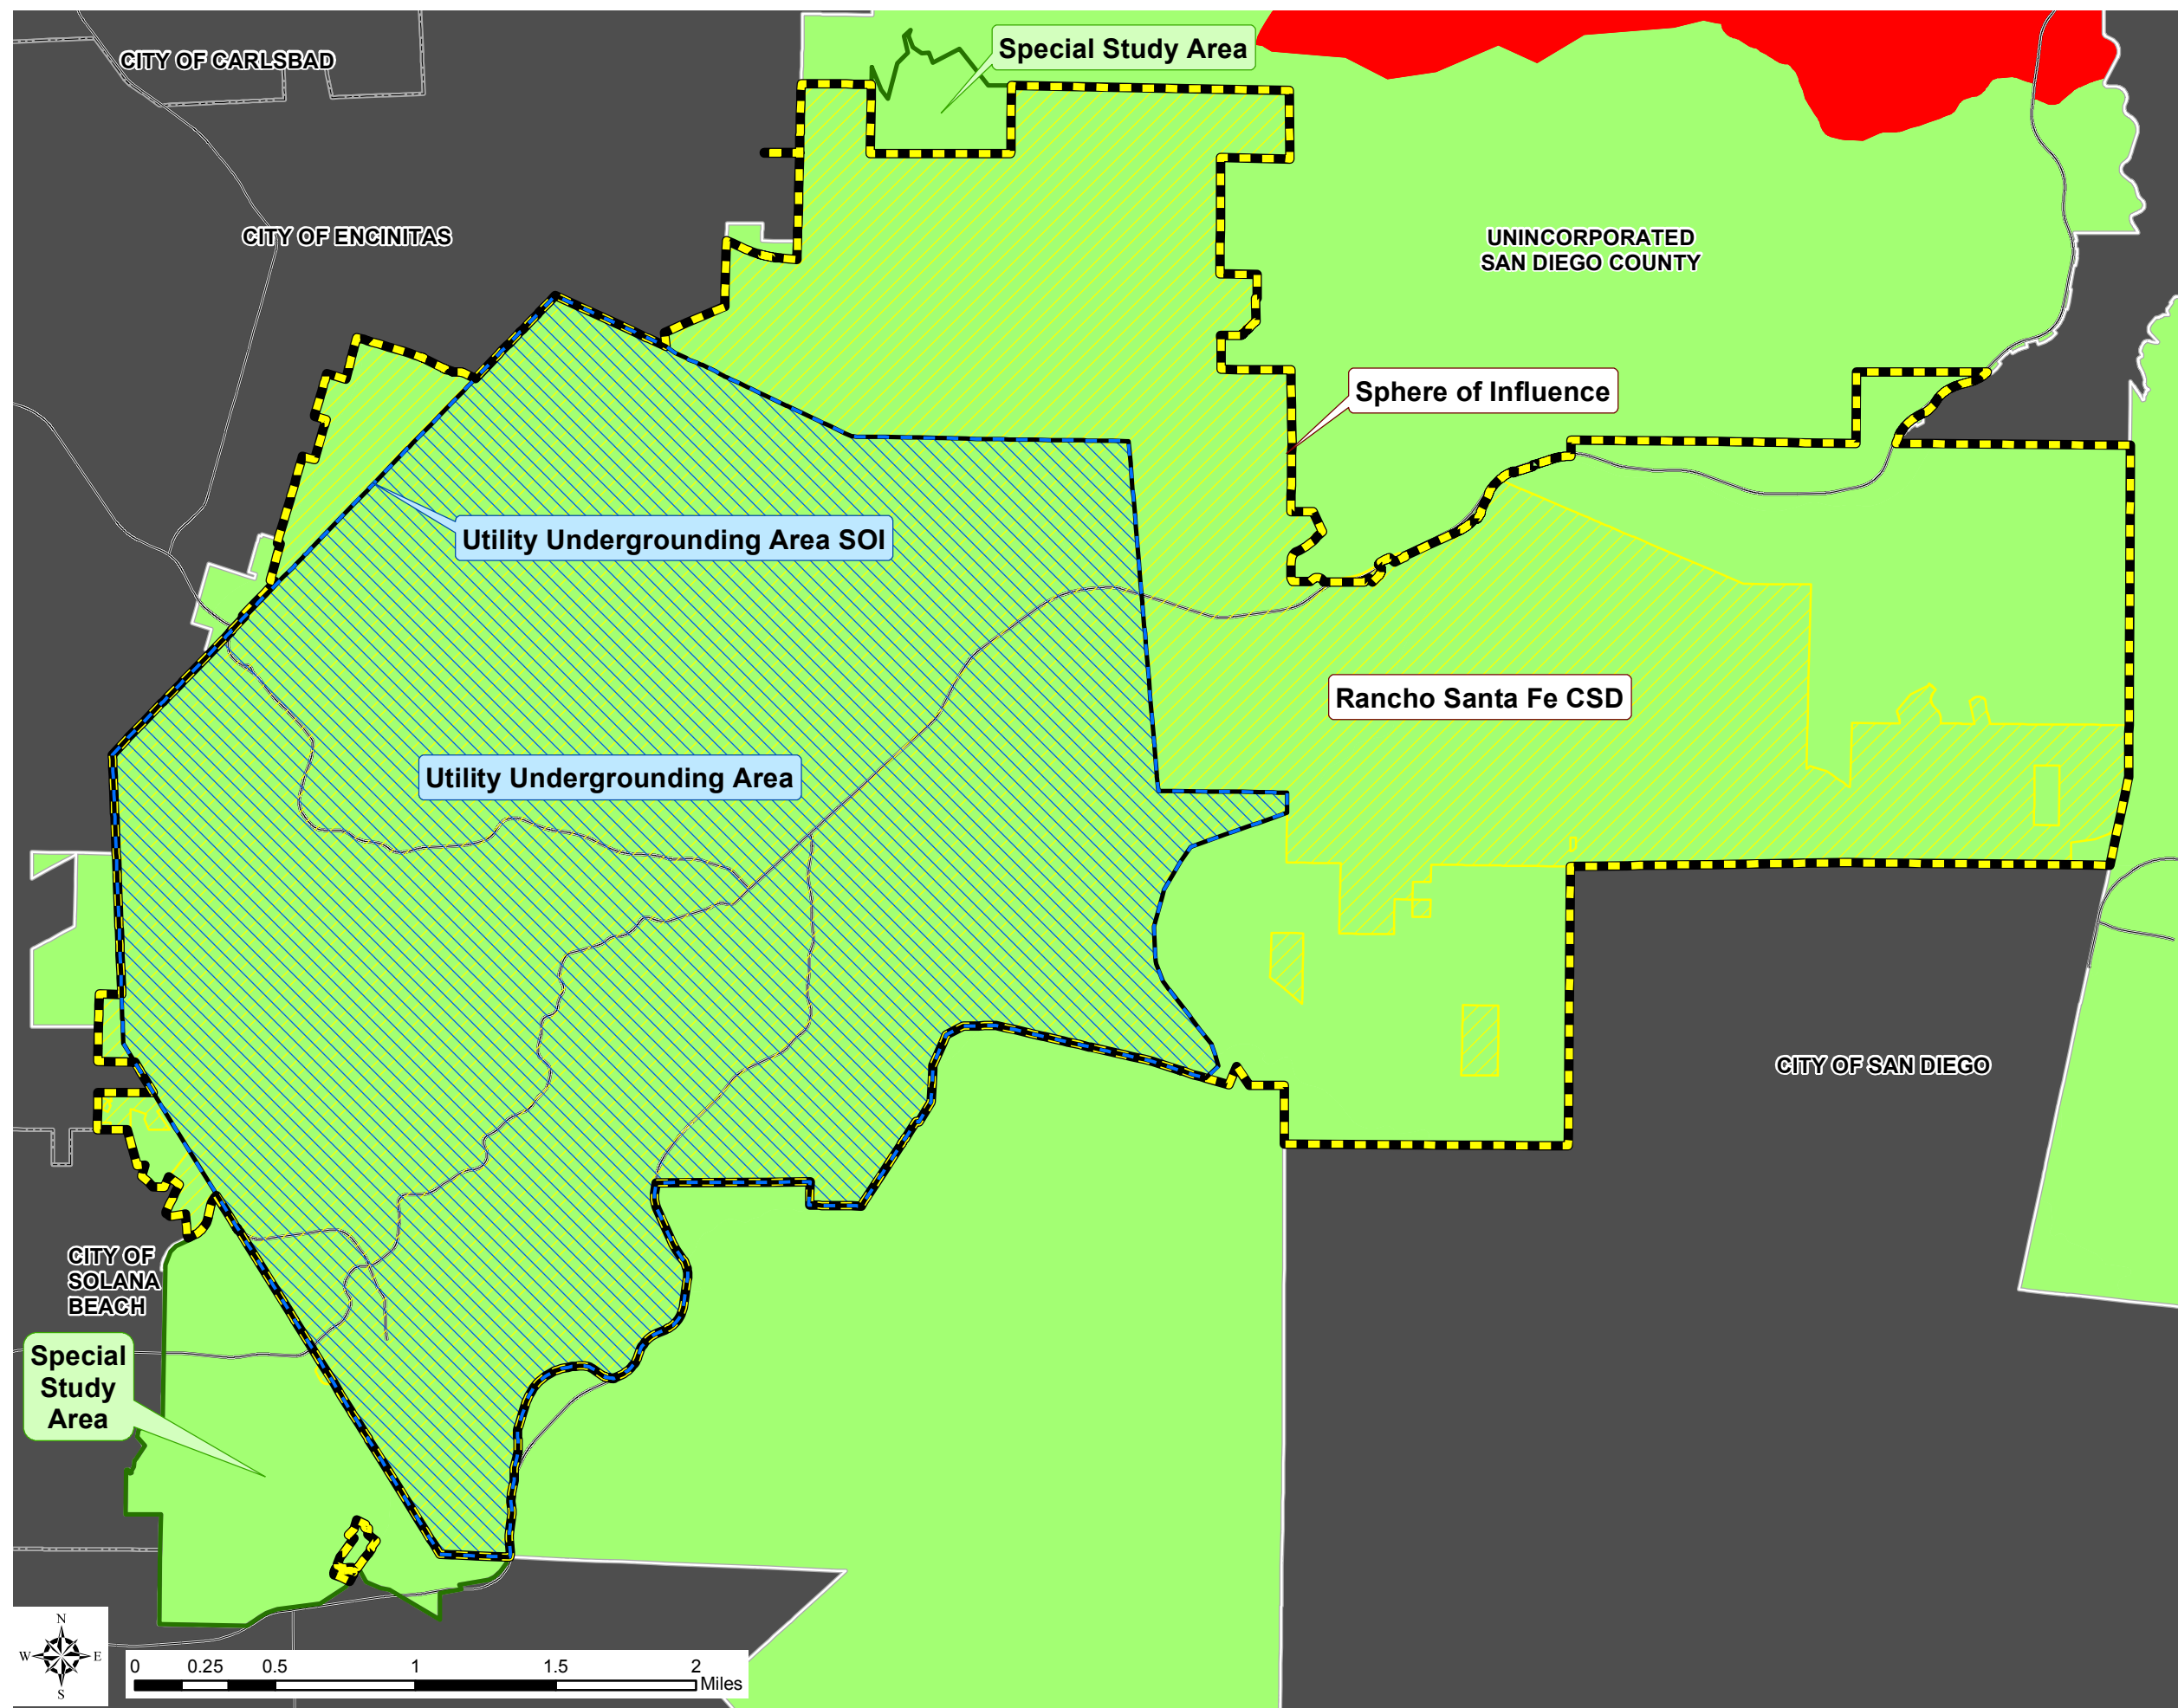 CITY OF CARLSBAD
Special Study Area
CITY OF ENCINITAS
UNINCORPORATED
SAN DIEGO COUNTY
Sphere of Influence
Utility Undergrounding Area SOI
Rancho Santa Fe CSD
Utility Undergrounding Area
CITY OF SAN DIEGO
CITY OF
SOLANA
BEACH
Special
Study
Area
N
W E
S
0 0.25 0.5 1 1.5 2
Miles